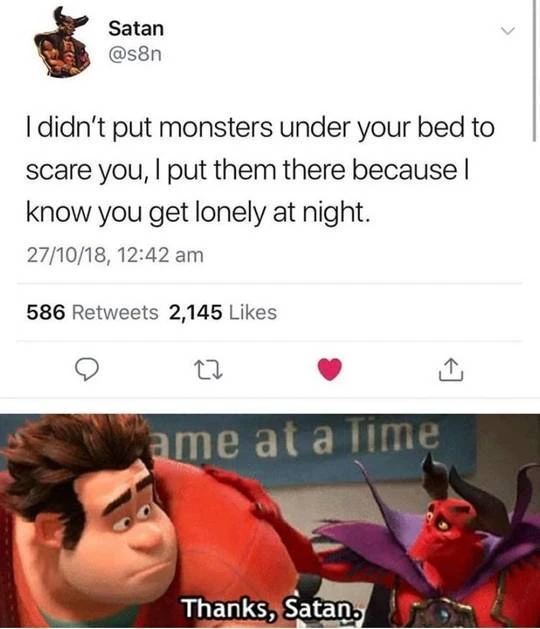 Satan
@s8n
I didn't put monsters under your bed to
scare you, I put them there because I
know you get lonely at night.
27/10/18, 12:42 am
586 Retweets 2,145 Likes
ame at a Time
Thanks, Satan.